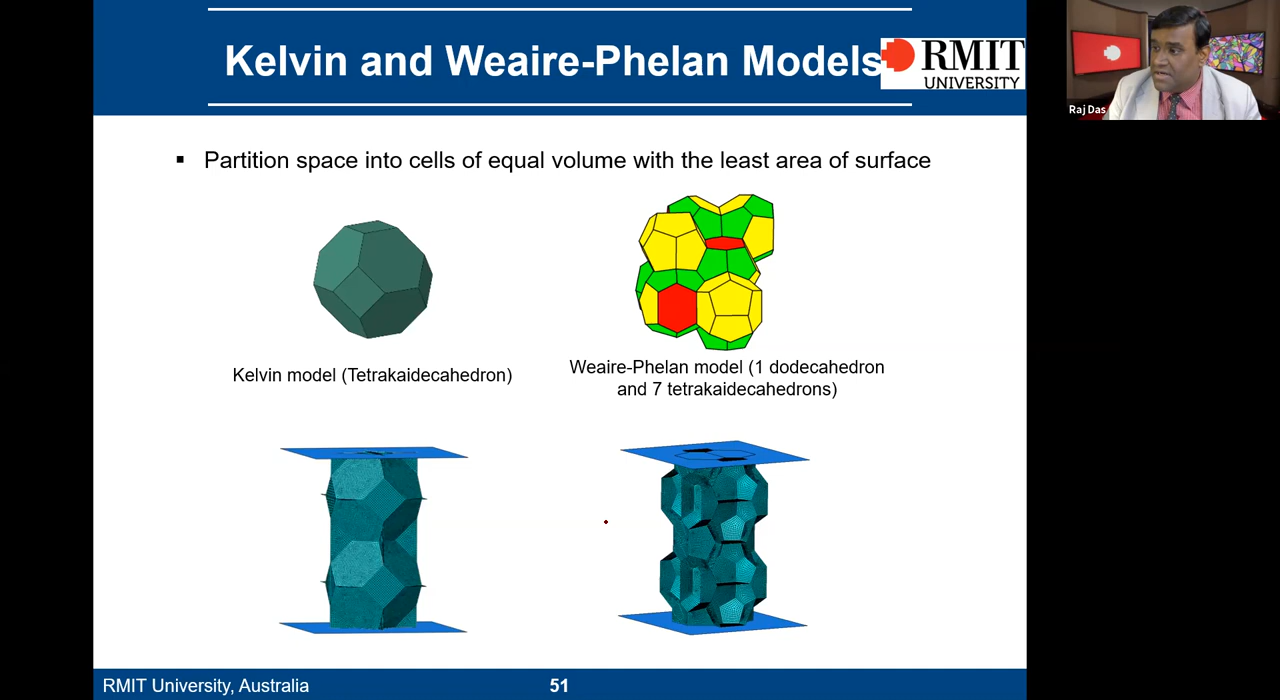 Kelvin and Weaire-Phelan Models
RMIT
UNIVERSITY
Raj Das
▪ Partition space into cells of equal volume with the least area of surface
Kelvin model (Tetrakaidecahedron)
Weaire-Phelan model (1 dodecahedron
and 7 tetrakaidecahedrons)
RMIT University, Australia
51